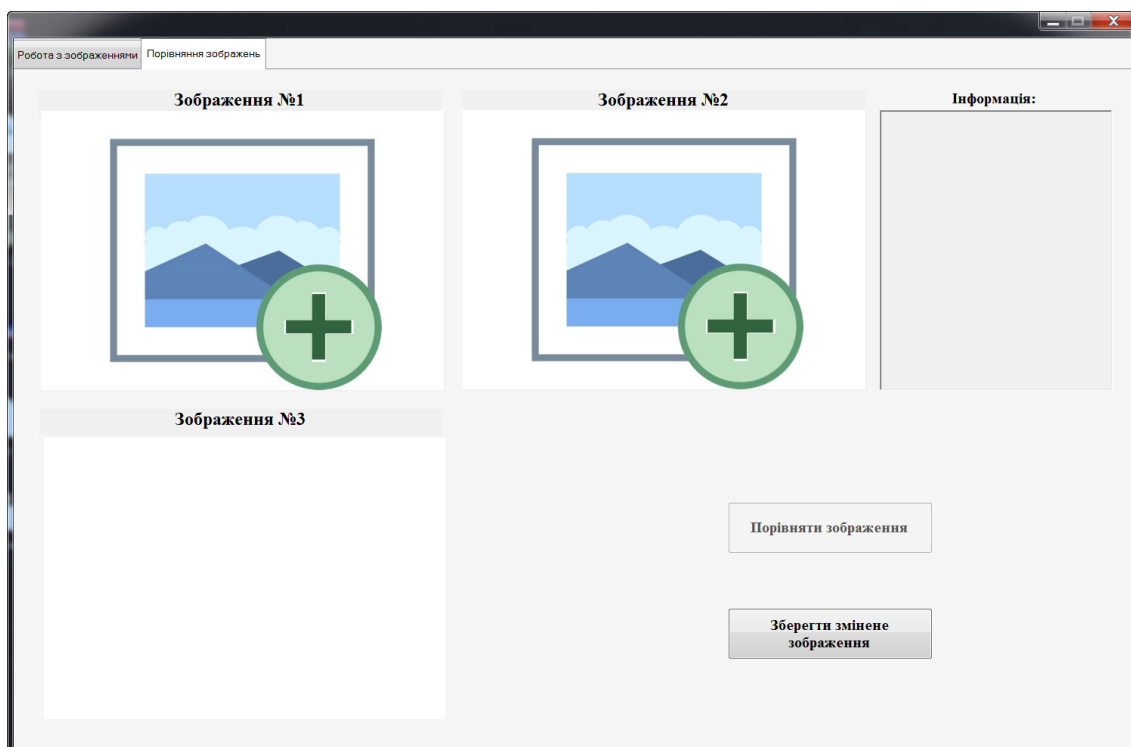 Робота з зображеннями
Порівняння зображень
Зображення №1
Зображення №2
Інформація:
Зображення №3
Порівняти зображення
Зберегти змінене
зображення